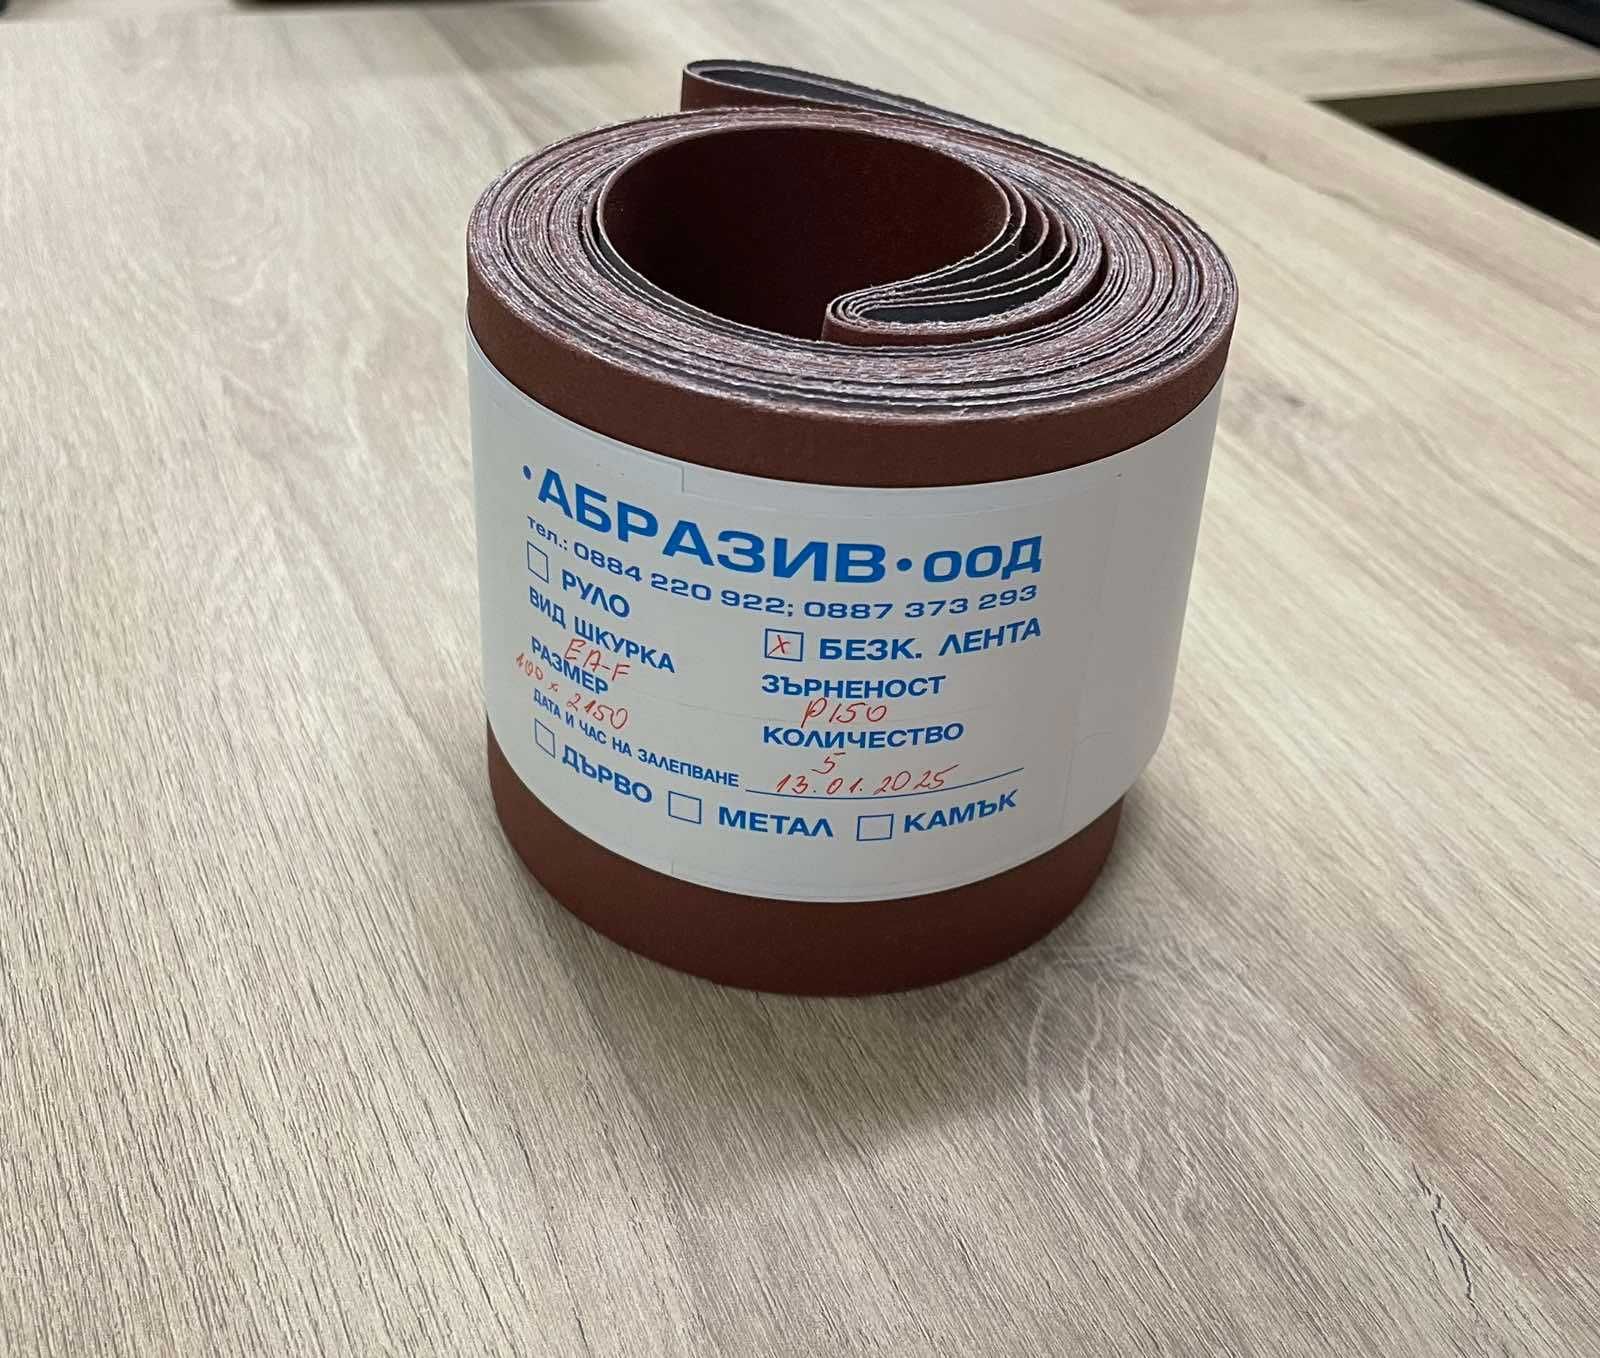 •АБРАЗИВ•ООД
тел.: 0884 220 922; 0887 373 293
РУЛО
X БЕЗК. ЛЕНТА
ВИД ШКУРКА
EA-F
ЗЪРНЕНОСТ
P150
РАЗМЕР
100 x 2150
КОЛИЧЕСТВО
5
ДАТА И ЧАС НА ЗАЛЕПВАНЕ 13.01.2025
ДЪРВО МЕТАЛ КАМЪК